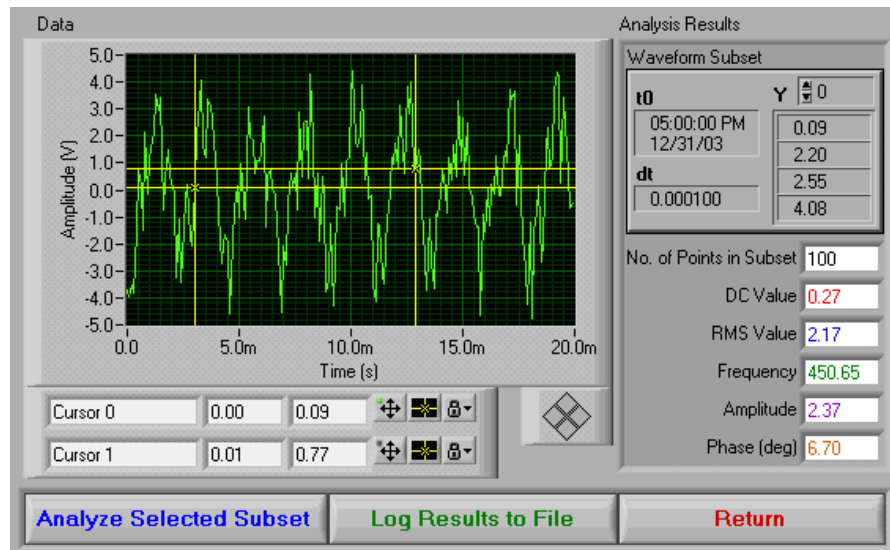 Data
5.0
4.0
3.0
2.0
1.0
0.0
-1.0
-2.0
-3.0
-4.0
-5.0
Amplitude (V)
0.0 5.0m 10.0m 15.0m 20.0m
Time (s)
Cursor 0 0.00 0.09
Cursor 1 0.01 0.77
Analysis Results
Waveform Subset
t0
05:00:00 PM
12/31/03
dt
0.000100
Y 0
0.09
2.20
2.55
4.08
No. of Points in Subset 100
DC Value 0.27
RMS Value 2.17
Frequency 450.65
Amplitude 2.37
Phase (deg) 6.70
Analyze Selected Subset
Log Results to File
Return